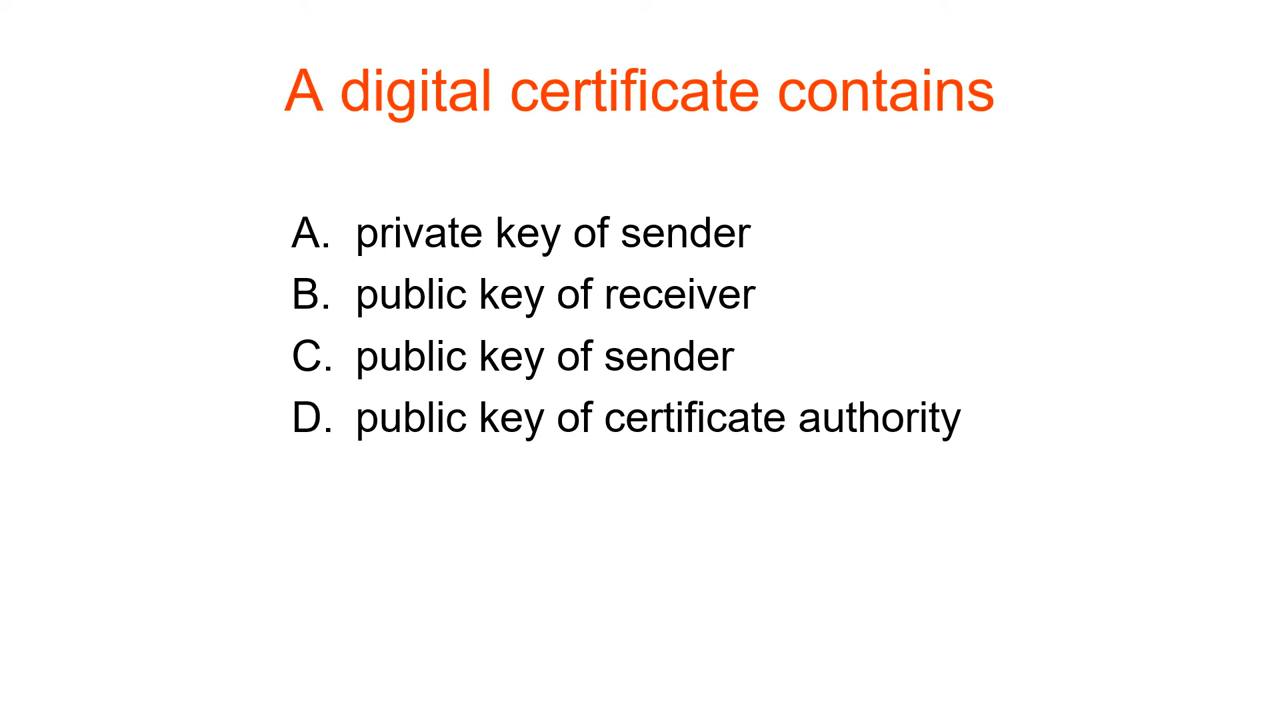 A digital certificate contains
A. private key of sender
B. public key of receiver
C. public key of sender
D. public key of certificate authority